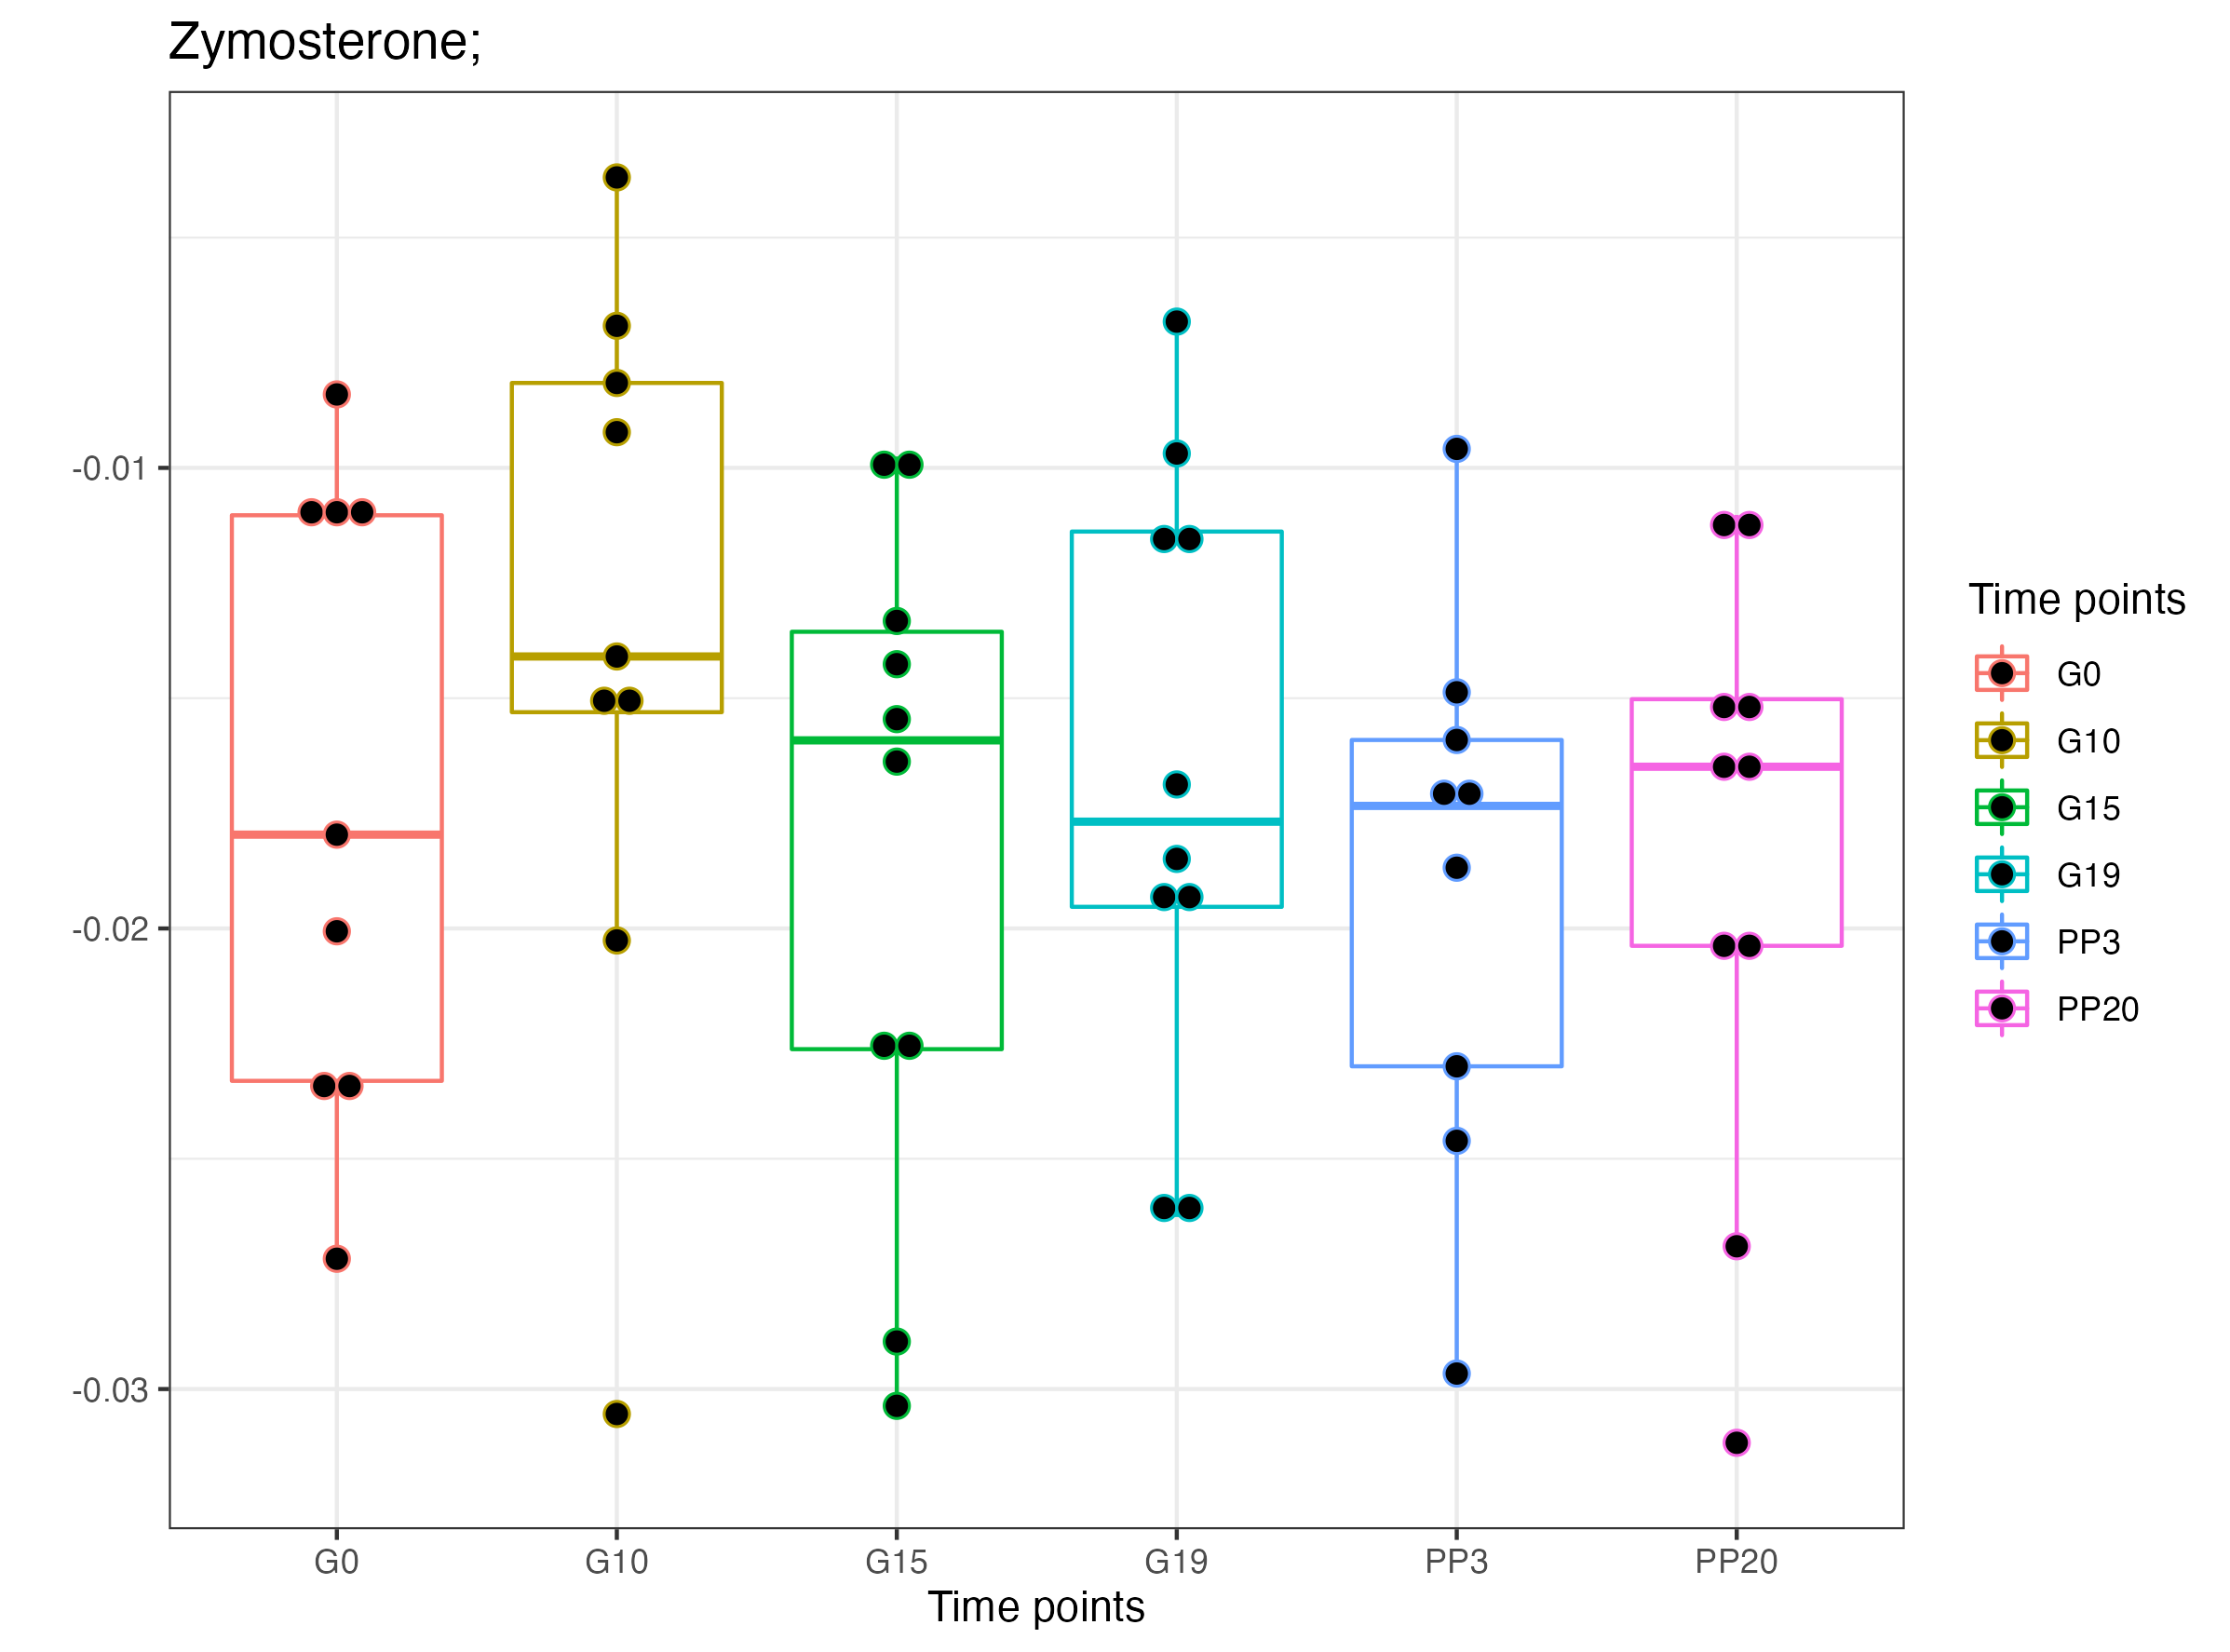 Zymosterone;
-0.01
-0.02
-0.03
G0 G10 G15 G19 PP3 PP20
Time points
Time points
G0
G10
G15
G19
PP3
PP20